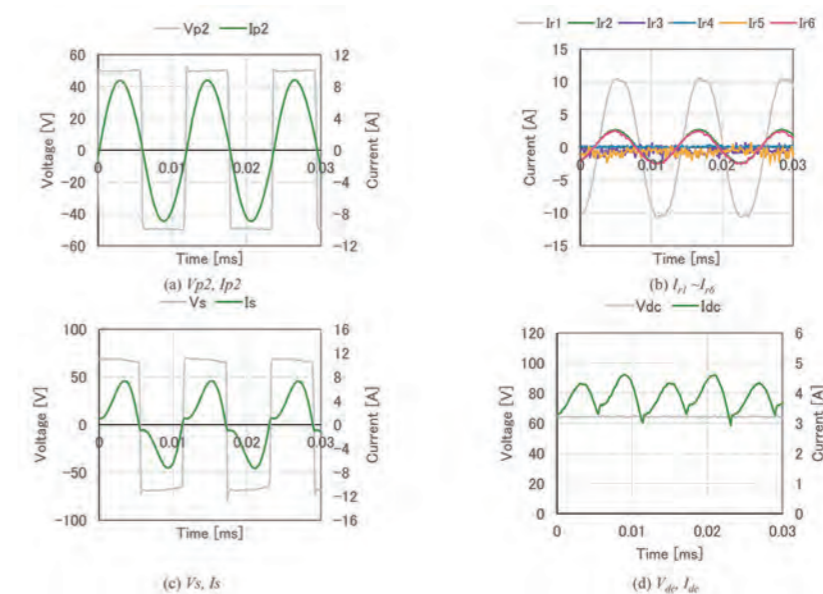 Vp2 Ip2
60
40
20
0
-20
-40
-60
12
8
4
0
-4
-8
-12
0 0.01 0.02 0.03
Voltage [V]
Current [A]
Time [ms]
(a) Vp2, Ip2
Ir1 Ir2 Ir3 Ir4 Ir5 Ir6
15
10
5
0
-5
-10
-15
0 0.01 0.02 0.03
Current [A]
Time [ms]
(b) Ir1 ~Ir6
Vs Is
100
50
0
-50
-100
16
12
8
4
0
-4
-8
-12
-16
0 0.01 0.02 0.03
Voltage [V]
Current [A]
Time [ms]
(c) Vs, Is
Vdc Idc
120
100
80
60
40
20
0
6
5
4
3
2
1
0
0 0.01 0.02 0.03
Voltage [V]
Current [A]
Time [ms]
(d) Vdc, Idc